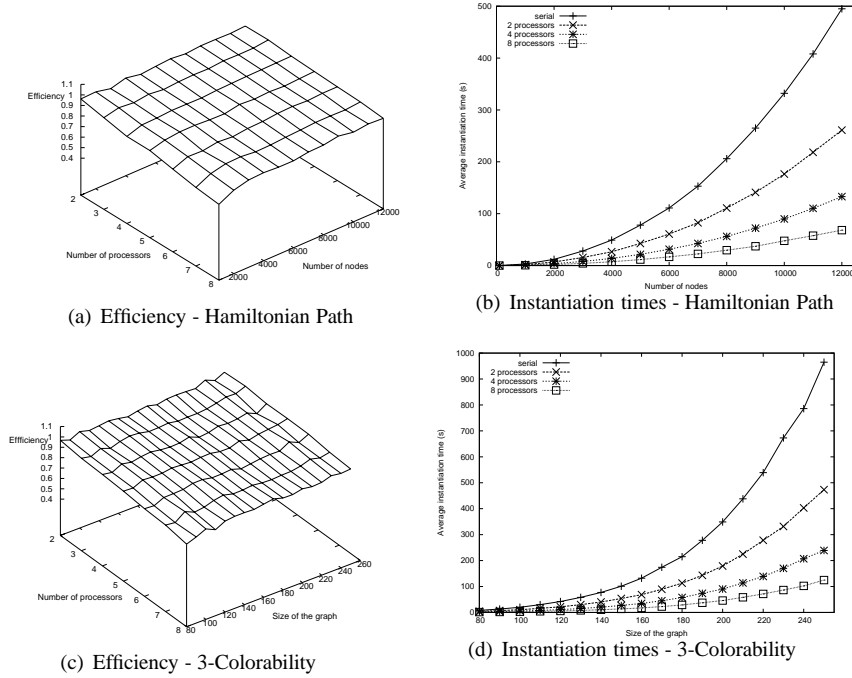 1.1
Efficiency 1
0.9
0.8
0.7
0.6
0.5
0.4
2
3
4
5
6
7
8
Number of processors
2000
4000
6000
8000
10000
12000
Number of nodes
(a) Efficiency - Hamiltonian Path
serial
2 processors
4 processors
8 processors
500
400
300
200
100
0
Average instantiation time (s)
0 2000 4000 6000 8000 10000 12000
Number of nodes
(b) Instantiation times - Hamiltonian Path
1.1
Effficiency 1
0.9
0.8
0.7
0.6
0.5
0.4
2
3
4
5
6
7
8
Number of processors
80
100
120
140
160
180
200
220
240
260
Size of the graph
(c) Efficiency - 3-Colorability
serial
2 processors
4 processors
8 processors
1000
900
800
700
600
500
400
300
200
100
0
Average instantiation time (s)
80 100 120 140 160 180 200 220 240
Size of the graph
(d) Instantiation times - 3-Colorability